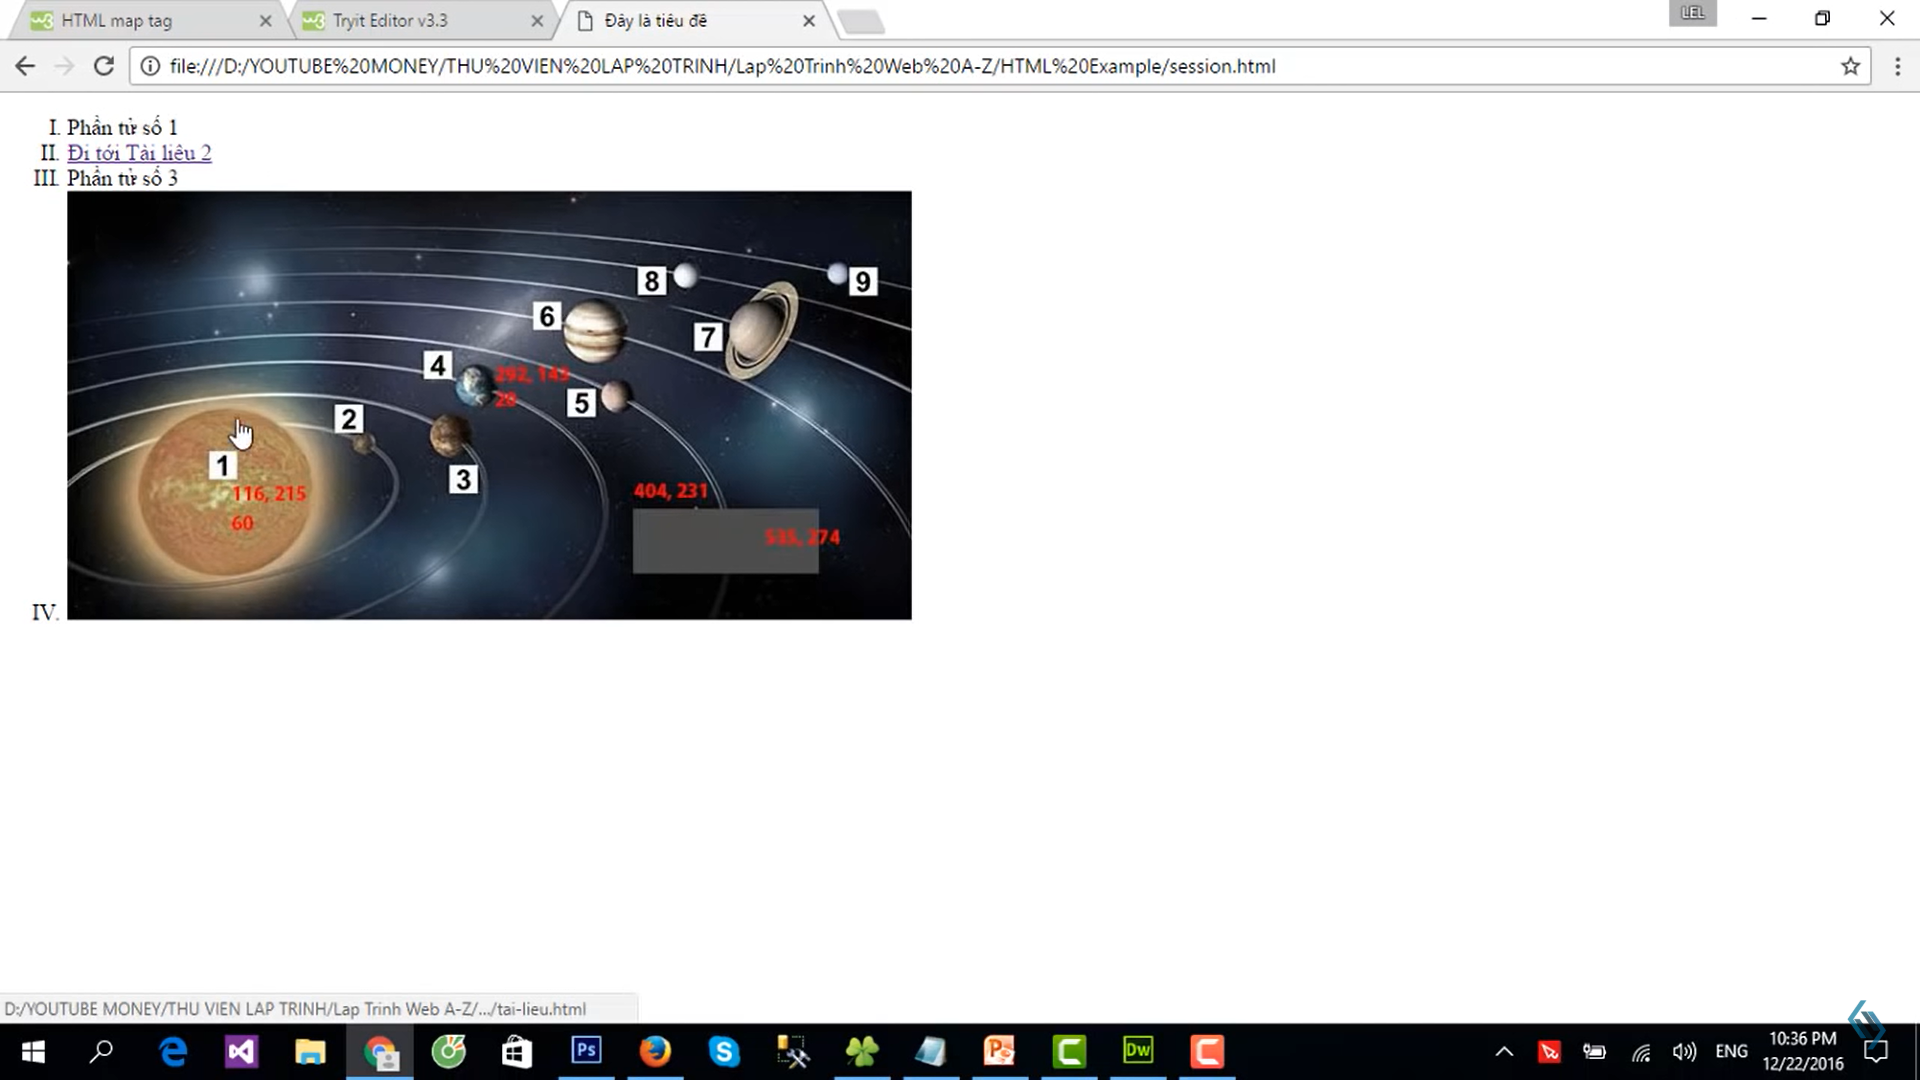 HTML map tag
Tryit Editor v3.3
Đây là tiêu đề
LEL
file:///D:/YOUTUBE%20MONEY/THU%20VIEN%20LAP%20TRINH/Lap%20Trinh%20Web%20A-Z/HTML%20Example/session.html
I. Phần tử số 1
II. Đi tới Tài liệu 2
III. Phần tử số 3
8
9
6
7
4
292, 143
20
5
2
1
3
116, 215
60
404, 231
535, 274
IV.
D:/YOUTUBE MONEY/THU VIEN LAP TRINH/Lap Trinh Web A-Z/.../tai-lieu.html
Ps
Dw
ENG
10:36 PM
12/22/2016